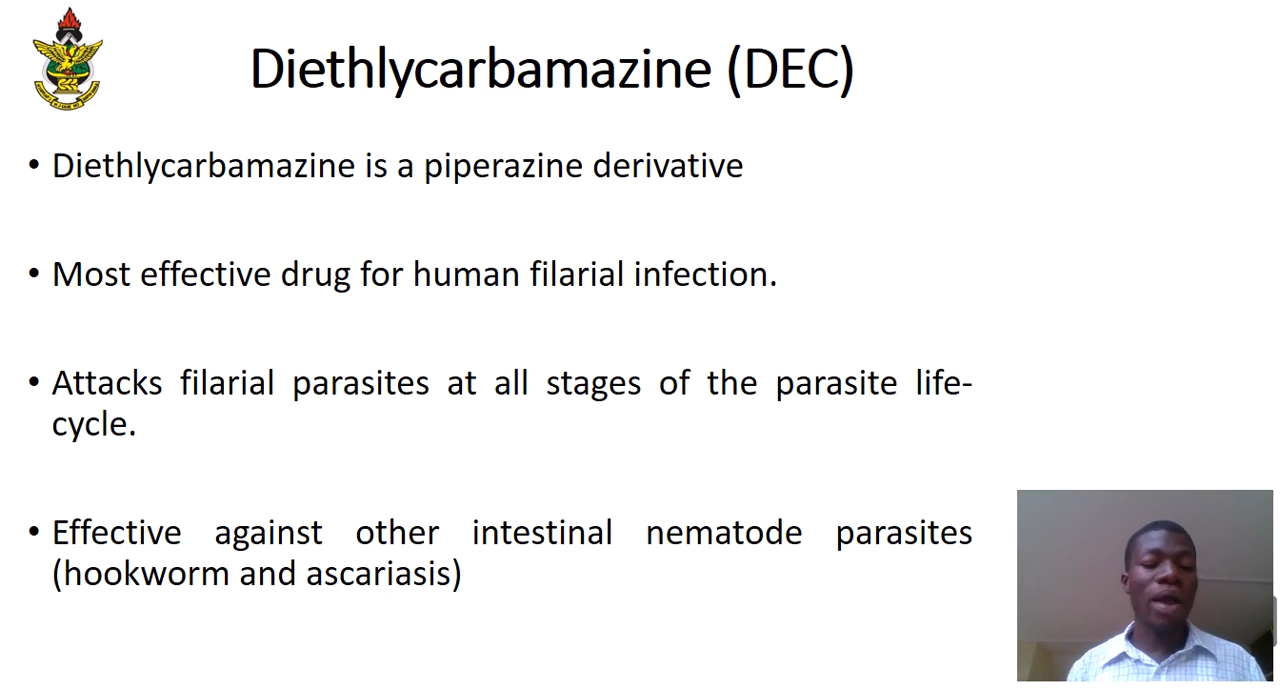 Diethlycarbamazine (DEC)
• Diethlycarbamazine is a piperazine derivative
• Most effective drug for human filarial infection.
• Attacks filarial parasites at all stages of the parasite life-
cycle.
• Effective against other intestinal nematode parasites
(hookworm and ascariasis)